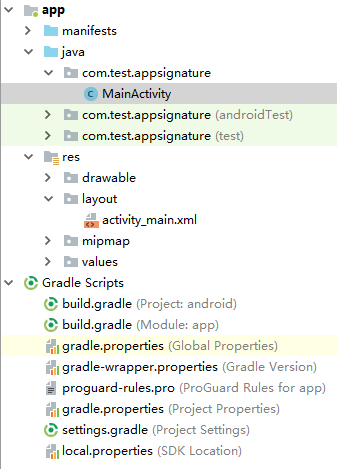 app
manifests
java
com.test.appsignature
MainActivity
com.test.appsignature (androidTest)
com.test.appsignature (test)
res
drawable
layout
activity_main.xml
mipmap
values
Gradle Scripts
build.gradle (Project: android)
build.gradle (Module: app)
gradle.properties (Global Properties)
gradle-wrapper.properties (Gradle Version)
proguard-rules.pro (ProGuard Rules for app)
gradle.properties (Project Properties)
settings.gradle (Project Settings)
local.properties (SDK Location)